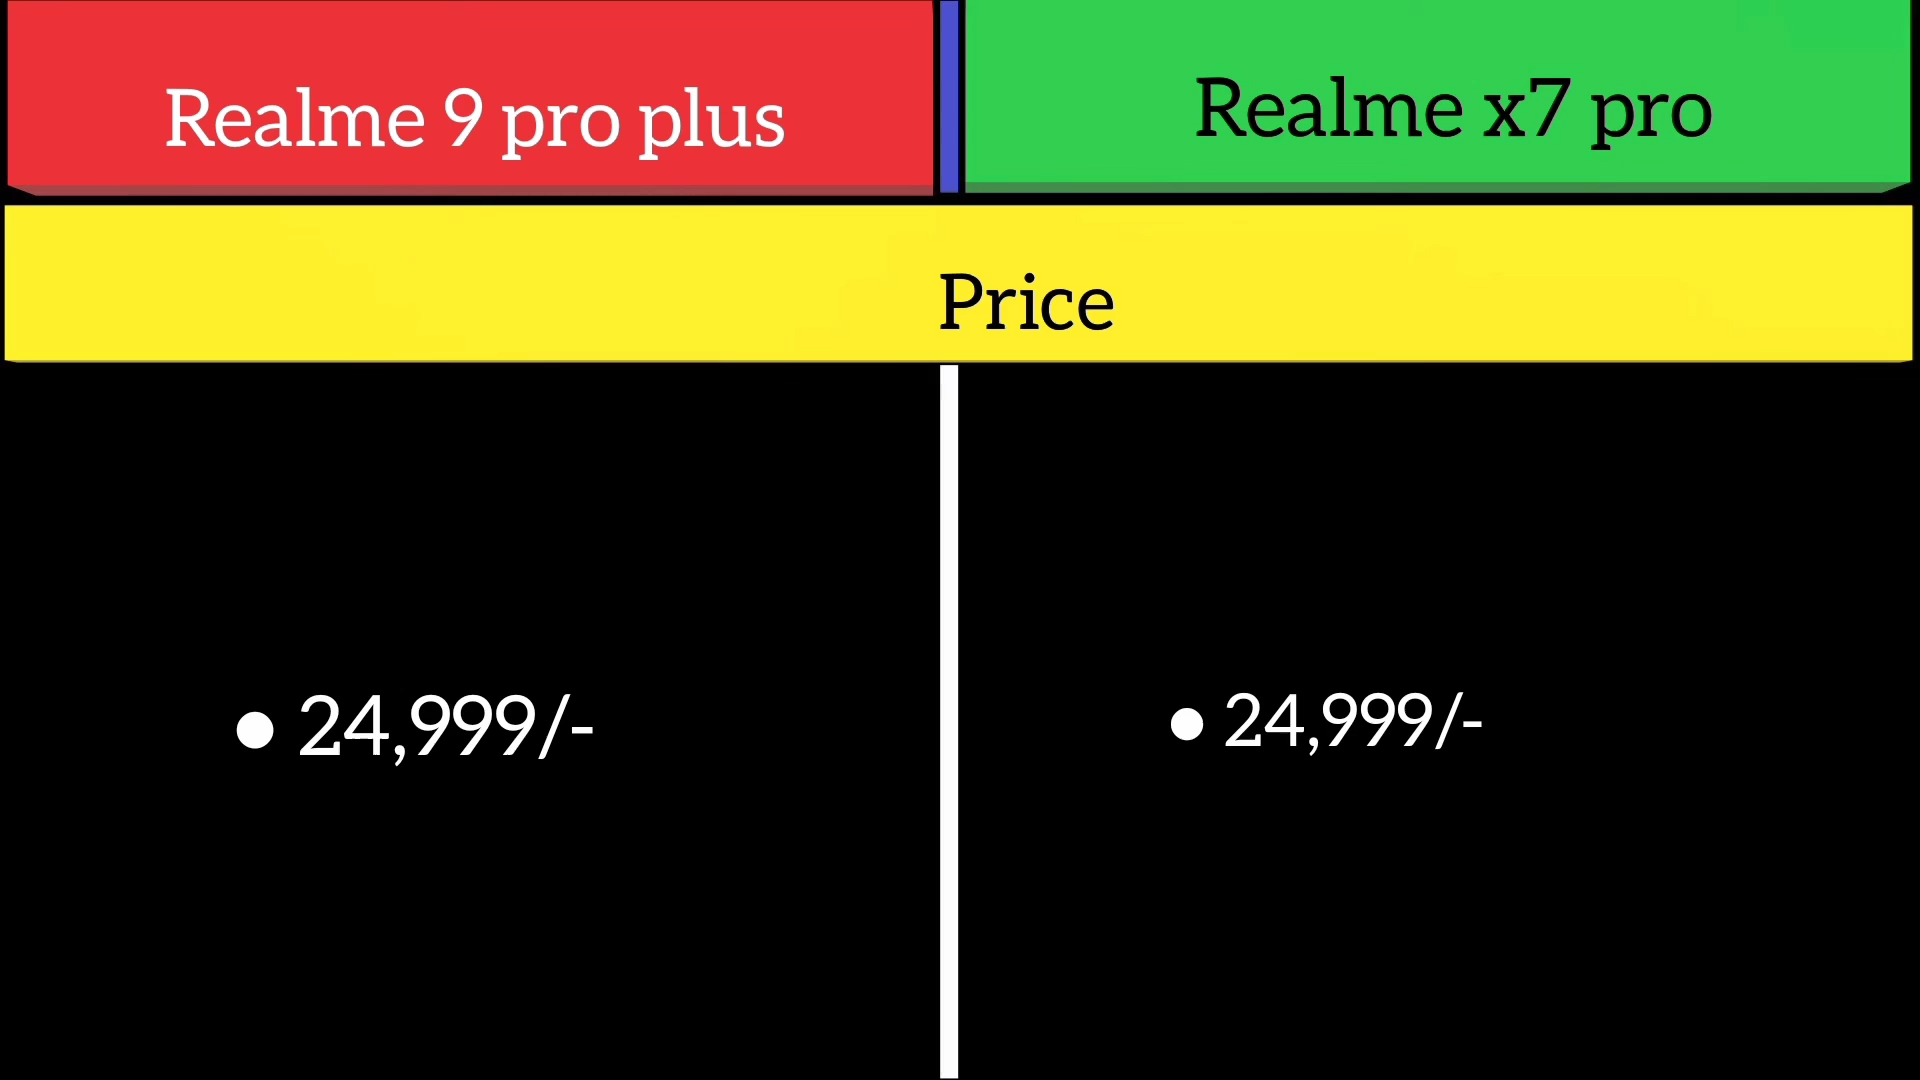 Realme 9 pro plus
Realme x7 pro
Price
● 24,999/-
● 24,999/-